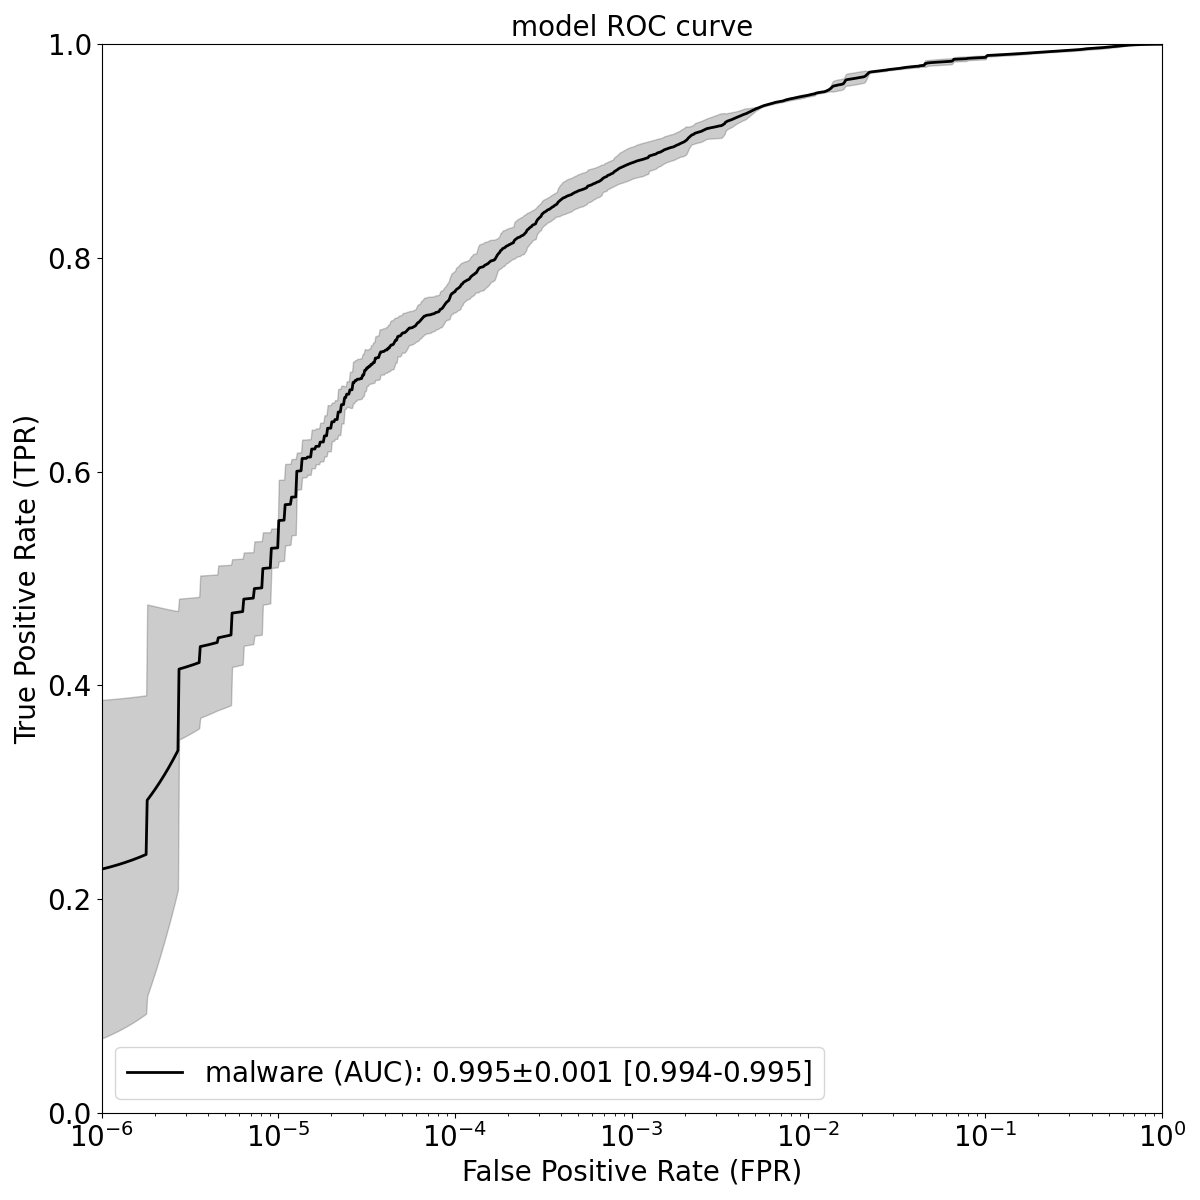 model ROC curve
1.0
0.8
0.6
0.4
0.2
0.0
True Positive Rate (TPR)
malware (AUC): 0.995±0.001 [0.994-0.995]
10⁻⁶ 10⁻⁵ 10⁻⁴ 10⁻³ 10⁻² 10⁻¹ 10⁰
False Positive Rate (FPR)